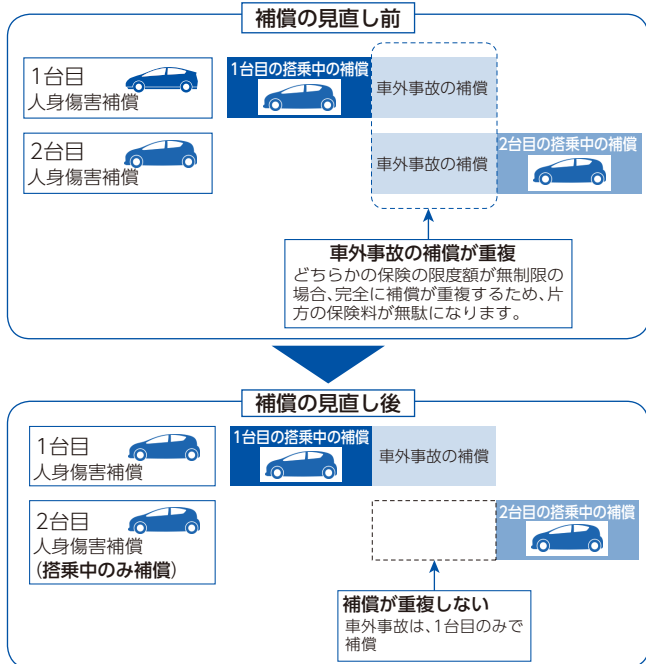 補償の見直し前
1台目
人身傷害補償
1台目の搭乗中の補償
車外事故の補償
2台目
人身傷害補償
車外事故の補償
2台目の搭乗中の補償
車外事故の補償が重複
どちらかの保険の限度額が無制限の
場合、完全に補償が重複するため、片
方の保険料が無駄になります。
補償の見直し後
1台目
人身傷害補償
1台目の搭乗中の補償
車外事故の補償
2台目
人身傷害補償
(搭乗中のみ補償)
2台目の搭乗中の補償
補償が重複しない
車外事故は、1台目のみで
補償